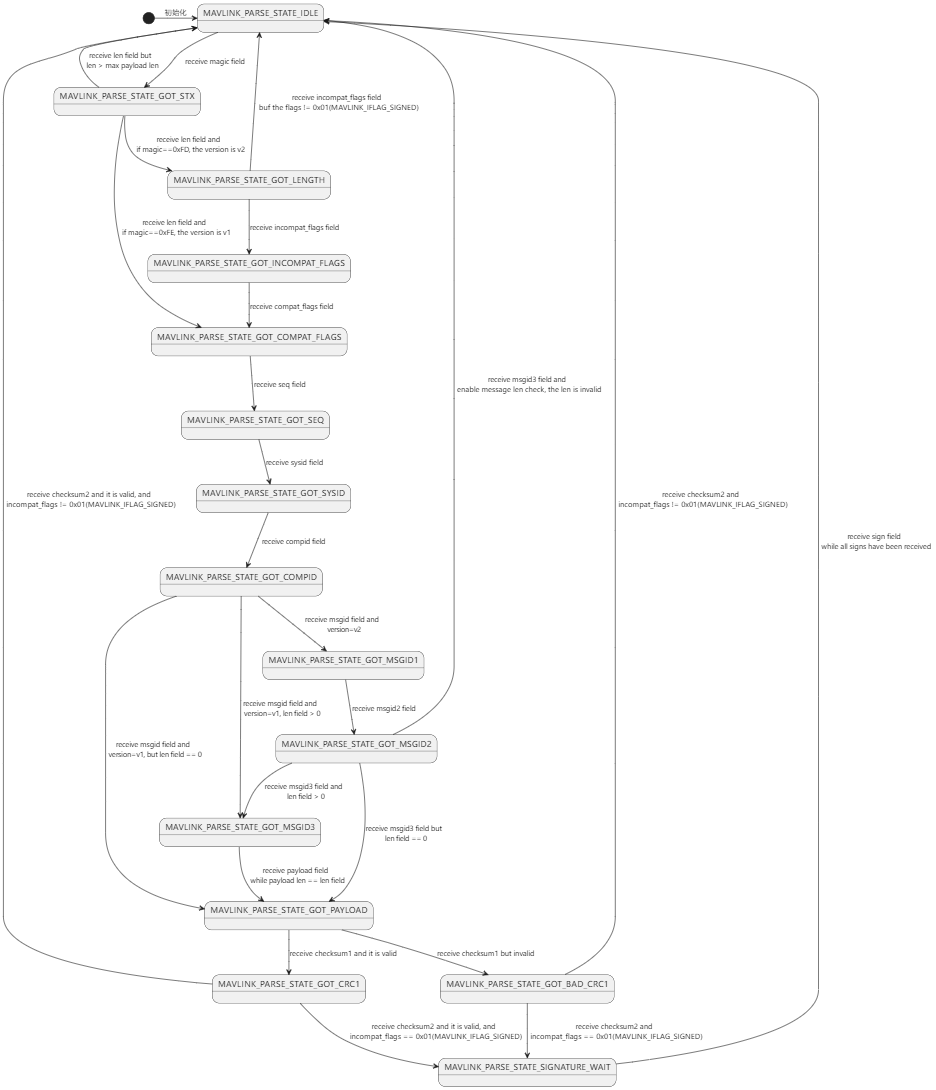 初始化
MAVLINK_PARSE_STATE_IDLE
receive len field but
len > max payload len
receive magic field
MAVLINK_PARSE_STATE_GOT_STX
receive incompat_flags field
buf the flags != 0x01(MAVLINK_IFLAG_SIGNED)
receive len field and
if magic==0xFD, the version is v2
MAVLINK_PARSE_STATE_GOT_LENGTH
receive len field and
if magic==0xFE, the version is v1
receive incompat_flags field
MAVLINK_PARSE_STATE_GOT_INCOMPAT_FLAGS
receive compat_flags field
MAVLINK_PARSE_STATE_GOT_COMPAT_FLAGS
receive seq field
receive msgid3 field and
enable message len check, the len is invalid
MAVLINK_PARSE_STATE_GOT_SEQ
receive sysid field
MAVLINK_PARSE_STATE_GOT_SYSID
receive checksum2 and it is valid, and
incompat_flags != 0x01(MAVLINK_IFLAG_SIGNED)
receive checksum2 and
incompat_flags != 0x01(MAVLINK_IFLAG_SIGNED)
receive compid field
receive sign field
while all signs have been received
MAVLINK_PARSE_STATE_GOT_COMPID
receive msgid field and
version=v2
MAVLINK_PARSE_STATE_GOT_MSGID1
receive msgid field and
version=v1, len field > 0
receive msgid2 field
receive msgid field and
version=v1, but len field == 0
MAVLINK_PARSE_STATE_GOT_MSGID2
receive msgid3 field and
len field > 0
MAVLINK_PARSE_STATE_GOT_MSGID3
receive msgid3 field but
len field == 0
receive payload field
while payload len == len field
MAVLINK_PARSE_STATE_GOT_PAYLOAD
receive checksum1 and it is valid
receive checksum1 but invalid
MAVLINK_PARSE_STATE_GOT_CRC1
MAVLINK_PARSE_STATE_GOT_BAD_CRC1
receive checksum2 and it is valid, and
incompat_flags == 0x01(MAVLINK_IFLAG_SIGNED)
receive checksum2 and
incompat_flags == 0x01(MAVLINK_IFLAG_SIGNED)
MAVLINK_PARSE_STATE_SIGNATURE_WAIT